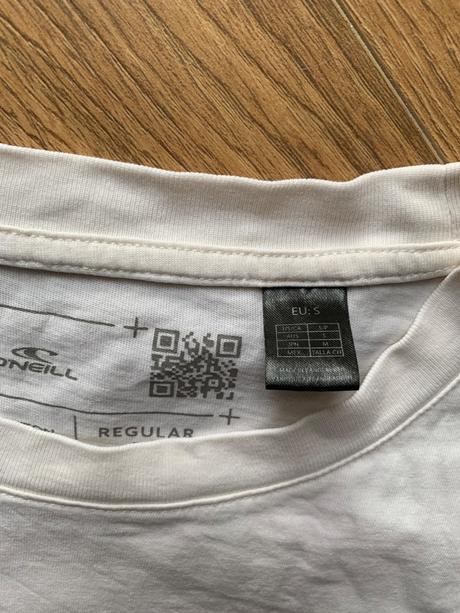 EU: S
US/CA S/P
AUS S
JPN M
MEX TALLA CH
O'NEILL
REGULAR